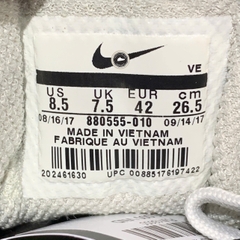 VE
US UK EUR cm
8.5 7.5 42 26.5
08/16/17 880555-010 09/14/17
MADE IN VIETNAM
FABRIQUE AU VIETNAM
202461630 UPC 00885176197422